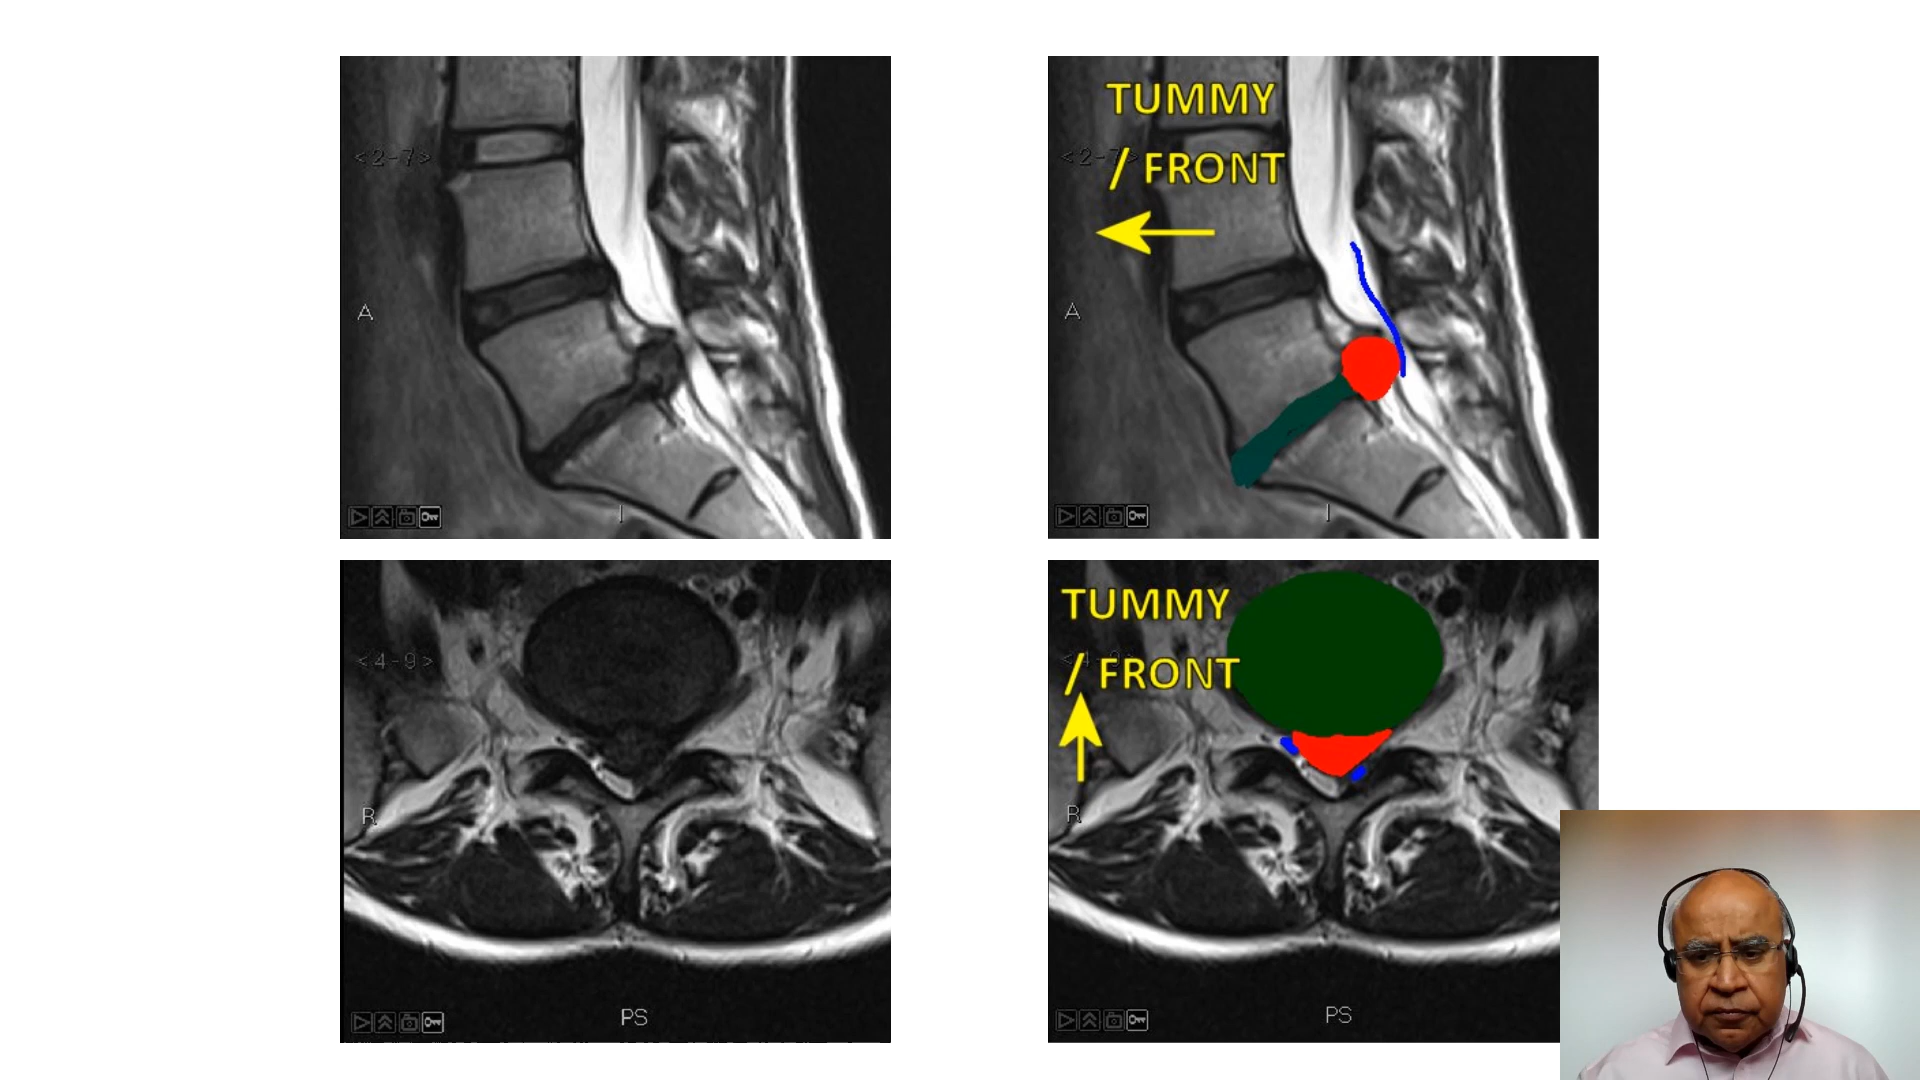 <2-7>
A
I
TUMMY
/ FRONT
A
I
<4-9>
R
PS
TUMMY
/ FRONT
R
PS